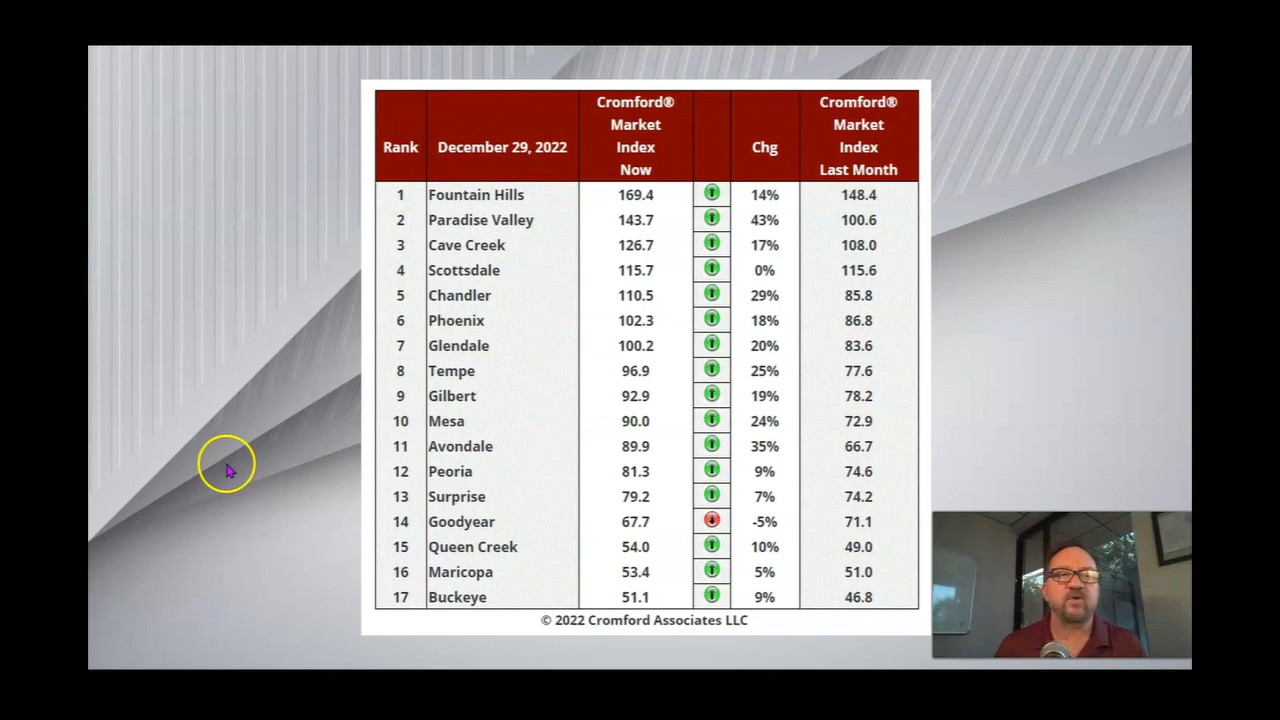 Rank December 29, 2022 Cromford® Market Index Now Chg Cromford® Market Index Last Month
1 Fountain Hills 169.4 14% 148.4
2 Paradise Valley 143.7 43% 100.6
3 Cave Creek 126.7 17% 108.0
4 Scottsdale 115.7 0% 115.6
5 Chandler 110.5 29% 85.8
6 Phoenix 102.3 18% 86.8
7 Glendale 100.2 20% 83.6
8 Tempe 96.9 25% 77.6
9 Gilbert 92.9 19% 78.2
10 Mesa 90.0 24% 72.9
11 Avondale 89.9 35% 66.7
12 Peoria 81.3 9% 74.6
13 Surprise 79.2 7% 74.2
14 Goodyear 67.7 -5% 71.1
15 Queen Creek 54.0 10% 49.0
16 Maricopa 53.4 5% 51.0
17 Buckeye 51.1 9% 46.8
© 2022 Cromford Associates LLC